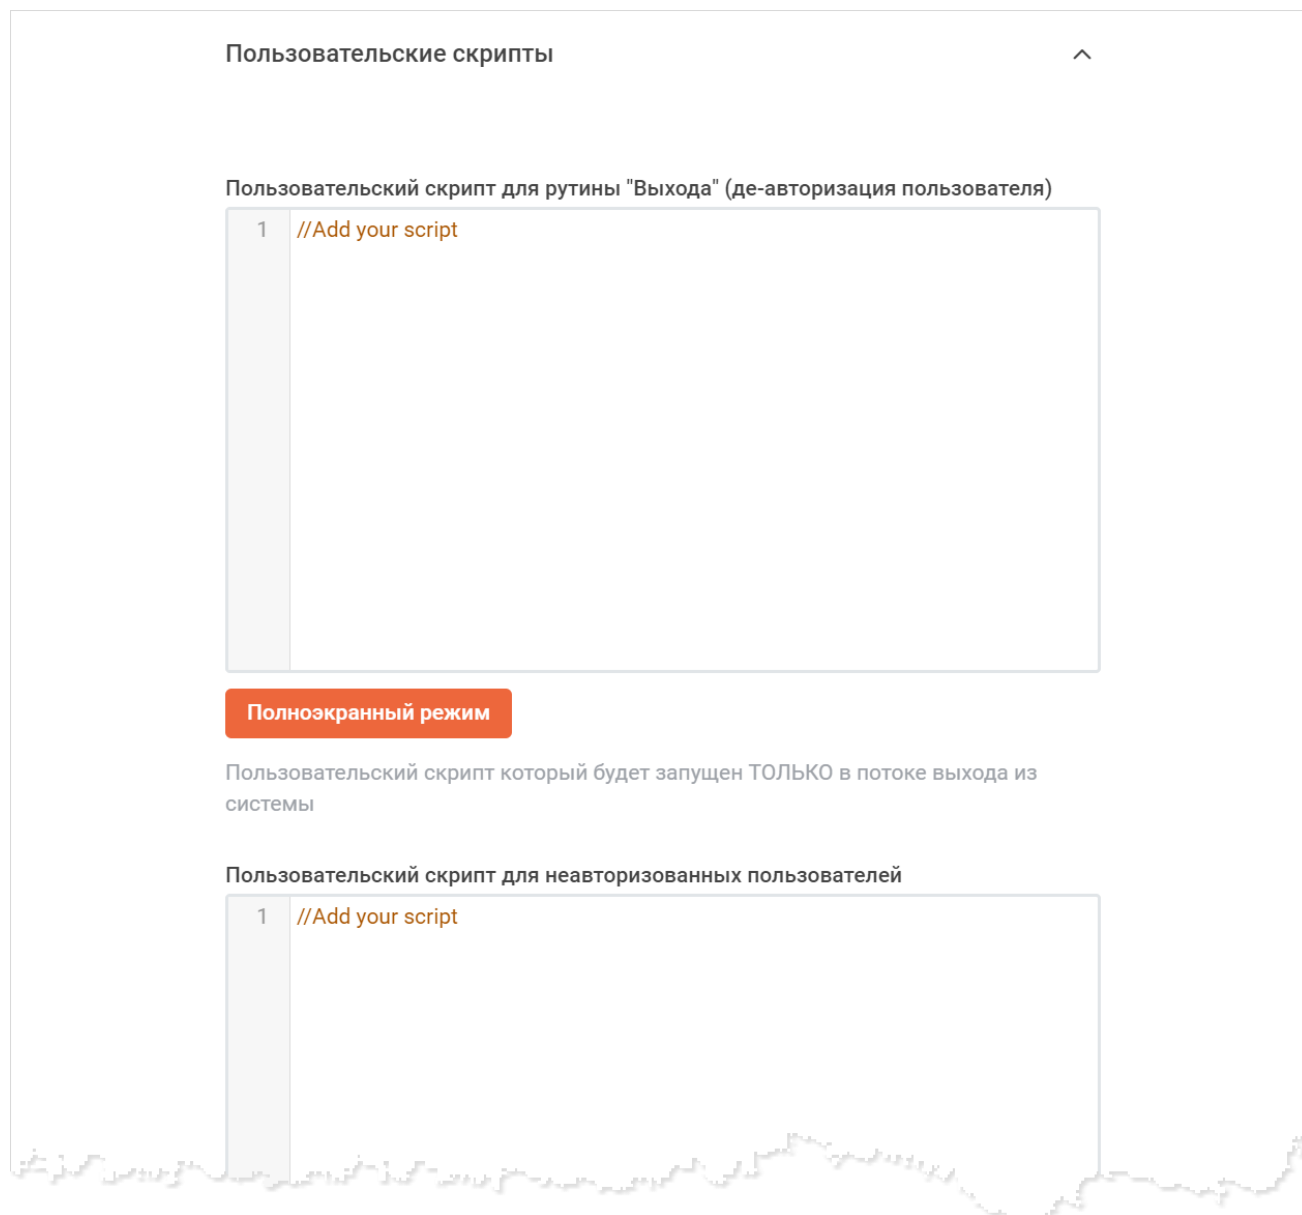 Пользовательские скрипты
Пользовательский скрипт для рутины "Выхода" (де-авторизация пользователя)
1 //Add your script
Полноэкранный режим
Пользовательский скрипт который будет запущен ТОЛЬКО в потоке выхода из
системы
Пользовательский скрипт для неавторизованных пользователей
1 //Add your script